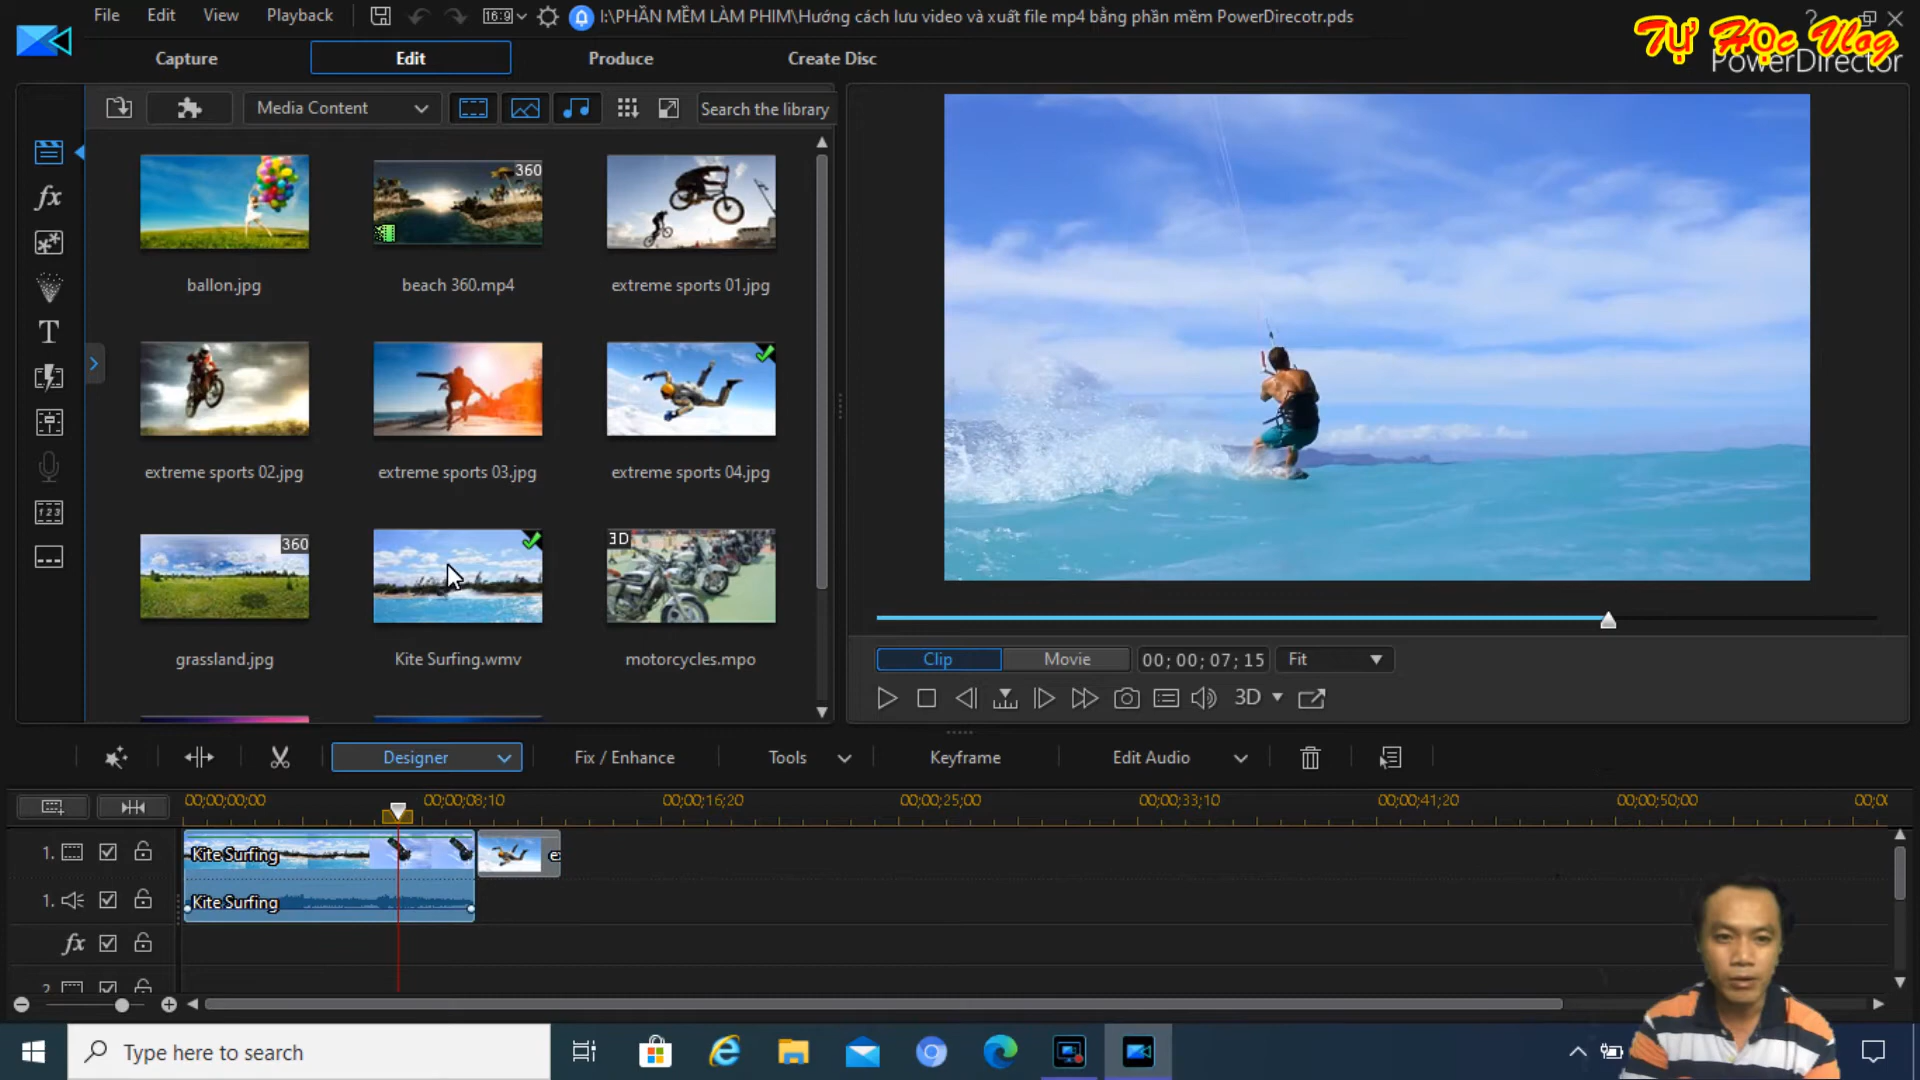 File Edit View Playback 16:9 I:\PHẦN MỀM LÀM PHIM\Hướng cách lưu video và xuất file mp4 bằng phần mềm PowerDirecotr.pds ?
Tự Học Vlog
PowerDirector
Capture Edit Produce Create Disc
Media Content Search the library
360
ballon.jpg beach 360.mp4 extreme sports 01.jpg
extreme sports 02.jpg extreme sports 03.jpg extreme sports 04.jpg
360 3D
grassland.jpg Kite Surfing.wmv motorcycles.mpo
Clip Movie 00; 00; 07; 15 Fit
3D
fx
T
Designer Fix / Enhance Tools Keyframe Edit Audio
00;00;00;00 00;00;08;10 00;00;16;20 00;00;25;00 00;00;33;10 00;00;41;20 00;00;50;00 00;0
1. Kite Surfing e
1. Kite Surfing
fx
2
Type here to search